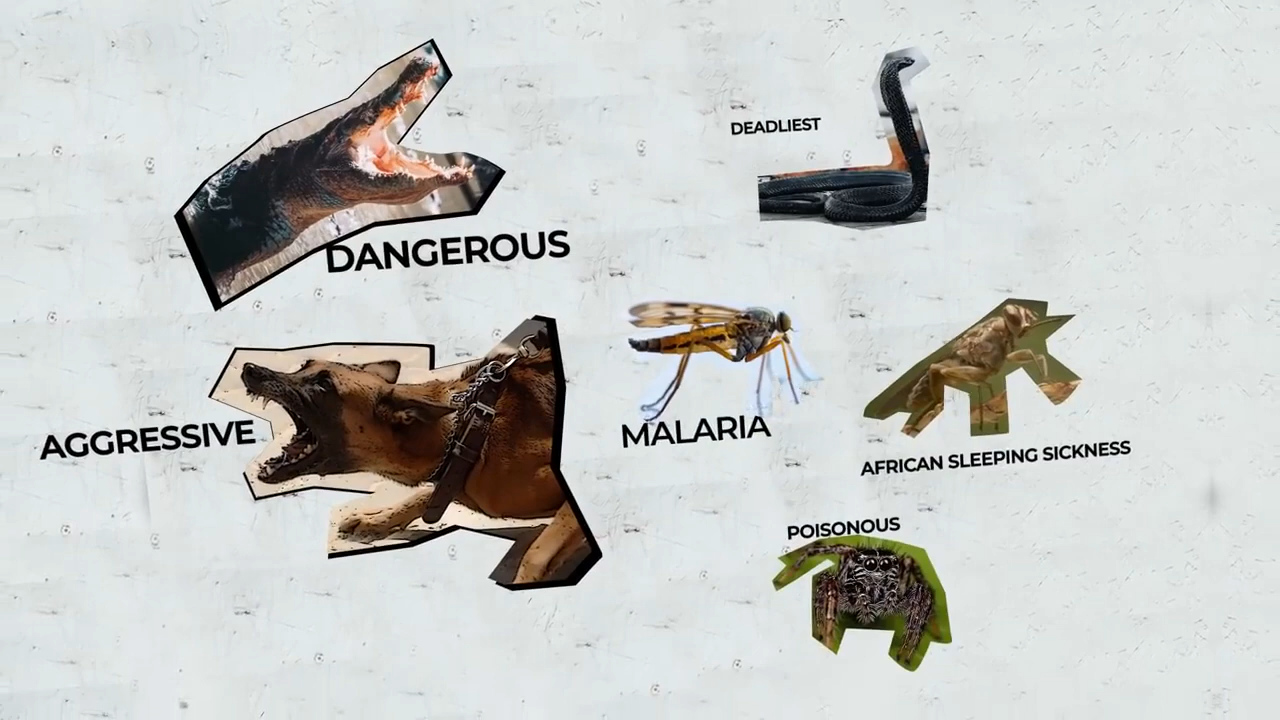 DEADLIEST
DANGEROUS
AGGRESSIVE
MALARIA
AFRICAN SLEEPING SICKNESS
POISONOUS